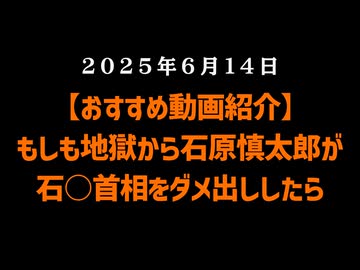 ２０２５年６月１４日
【おすすめ動画紹介】
もしも地獄から石原慎太郎が
石◯首相をダメ出ししたら